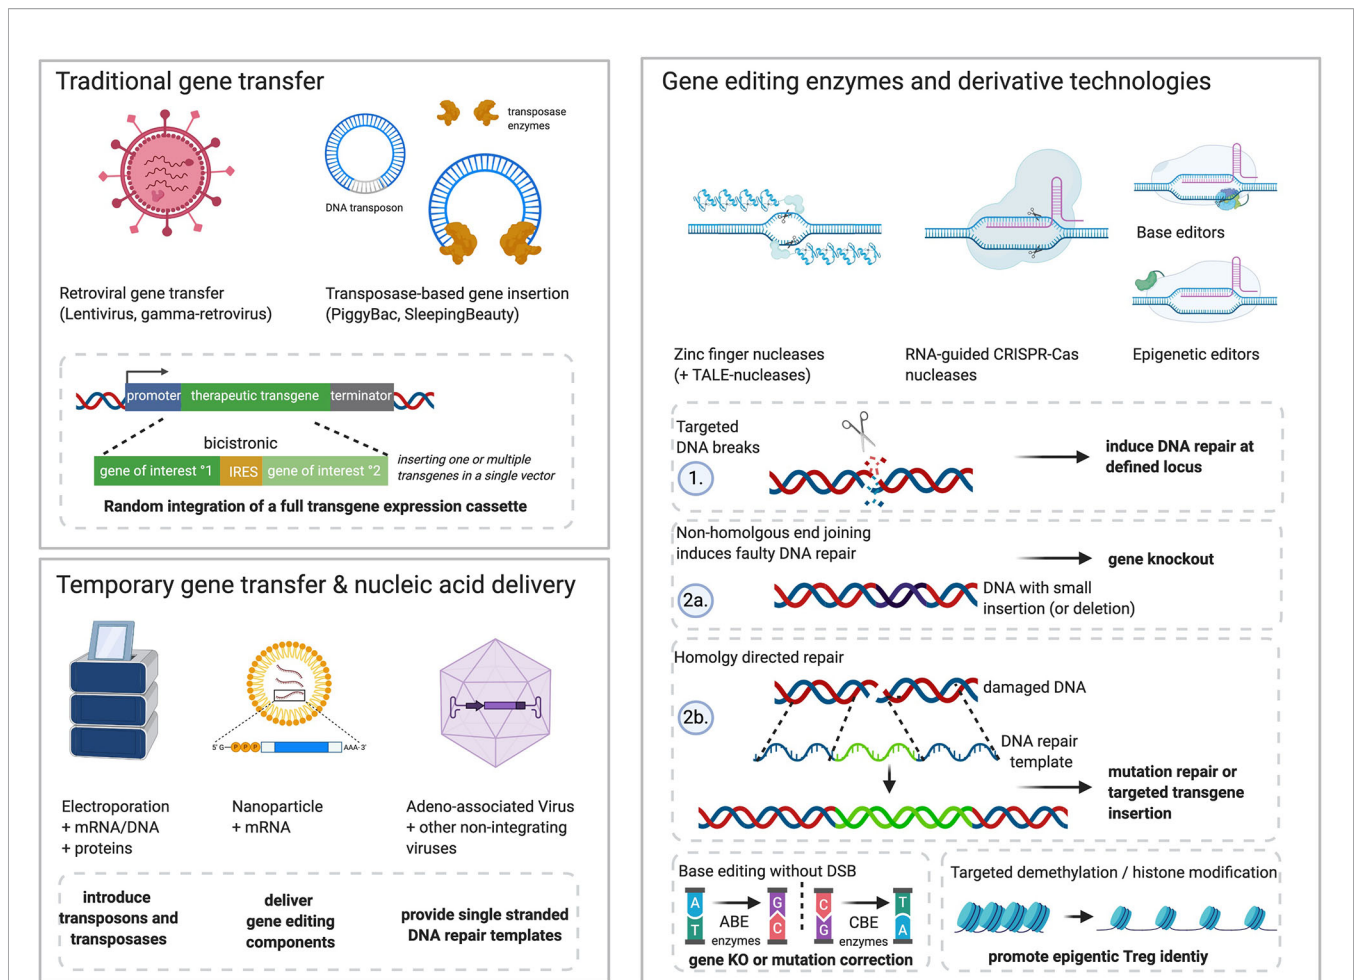 Traditional gene transfer
transposase
enzymes
DNA transposon
Retroviral gene transfer
(Lentivirus, gamma-retrovirus)
Transposase-based gene insertion
(PiggyBac, SleepingBeauty)
promoter
therapeutic transgene
terminator
bicistronic
gene of interest °1
IRES
gene of interest °2
inserting one or multiple
transgenes in a single vector
Random integration of a full transgene expression cassette
Temporary gene transfer & nucleic acid delivery
5' G
P P P
AAA-3'
Electroporation
+ mRNA/DNA
+ proteins
Nanoparticle
+ mRNA
Adeno-associated Virus
+ other non-integrating
viruses
introduce
transposons and
transposases
deliver
gene editing
components
provide single stranded
DNA repair templates
Gene editing enzymes and derivative technologies
Base editors
Zinc finger nucleases
(+ TALE-nucleases)
RNA-guided CRISPR-Cas
nucleases
Epigenetic editors
Targeted
DNA breaks
1.
induce DNA repair at
defined locus
Non-homolgous end joining
induces faulty DNA repair
2a.
gene knockout
DNA with small
insertion (or deletion)
Homolgy directed repair
2b.
damaged DNA
DNA repair
template
mutation repair or
targeted transgene
insertion
Base editing without DSB
A
T
ABE
enzymes
G
C
C
G
CBE
enzymes
T
A
gene KO or mutation correction
Targeted demethylation / histone modification
promote epigentic Treg identiy